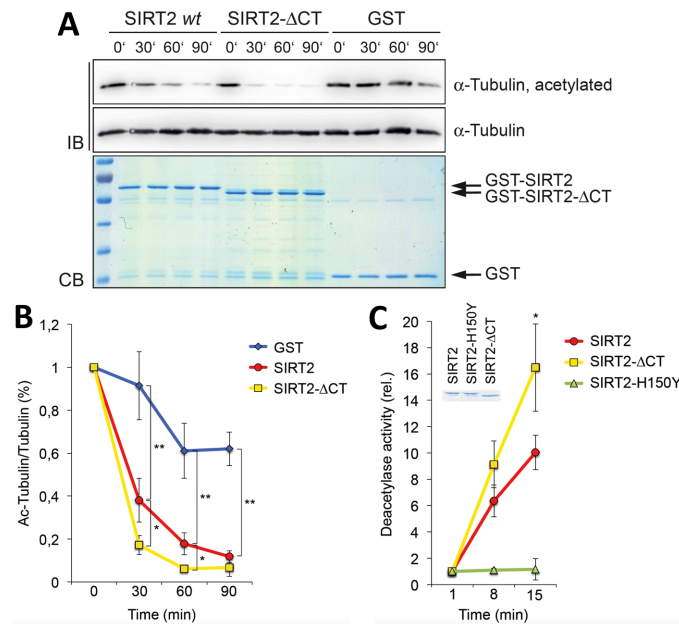 A
SIRT2 wt SIRT2-ΔCT GST
0‘ 30‘ 60‘ 90‘ 0‘ 30‘ 60‘ 90‘ 0‘ 30‘ 60‘ 90‘
α-Tubulin, acetylated
α-Tubulin
IB
GST-SIRT2
GST-SIRT2-ΔCT
GST
CB
B
1,2
1
0,8
0,6
0,4
0,2
0
Ac-Tubulin/Tubulin (%)
GST
SIRT2
SIRT2-ΔCT
**
*
**
*
**
0 30 60 90
Time (min)
C
20
18
16
14
12
10
8
6
4
2
0
Deacetylase activity (rel.)
SIRT2
SIRT2-H150Y
SIRT2-ΔCT
*
SIRT2
SIRT2-ΔCT
SIRT2-H150Y
1 8 15
Time (min)